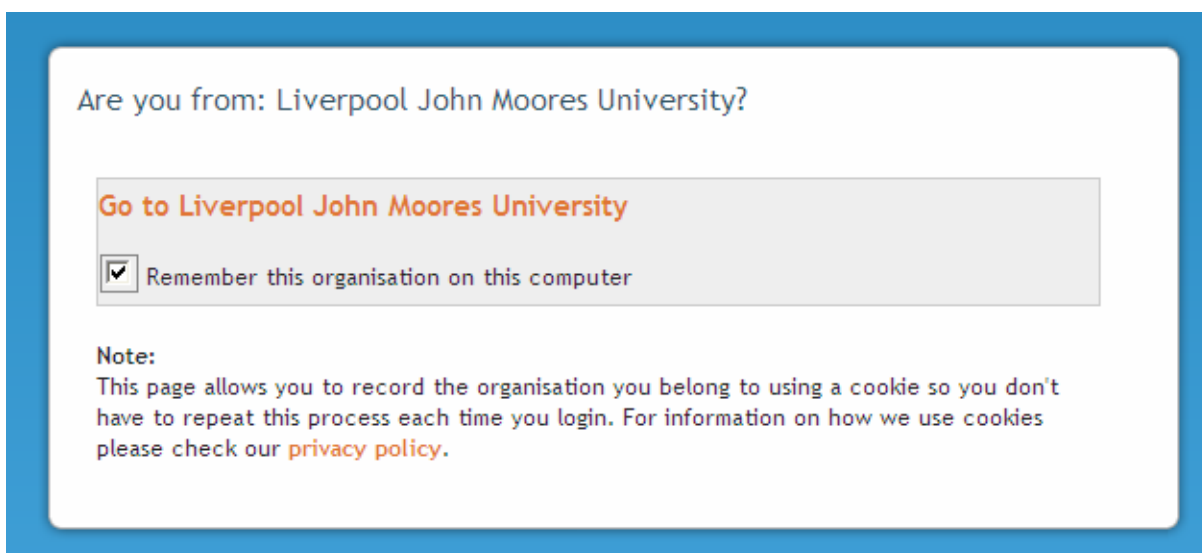 Are you from: Liverpool John Moores University?
Go to Liverpool John Moores University
Remember this organisation on this computer
Note:
This page allows you to record the organisation you belong to using a cookie so you don't
have to repeat this process each time you login. For information on how we use cookies
please check our privacy policy.